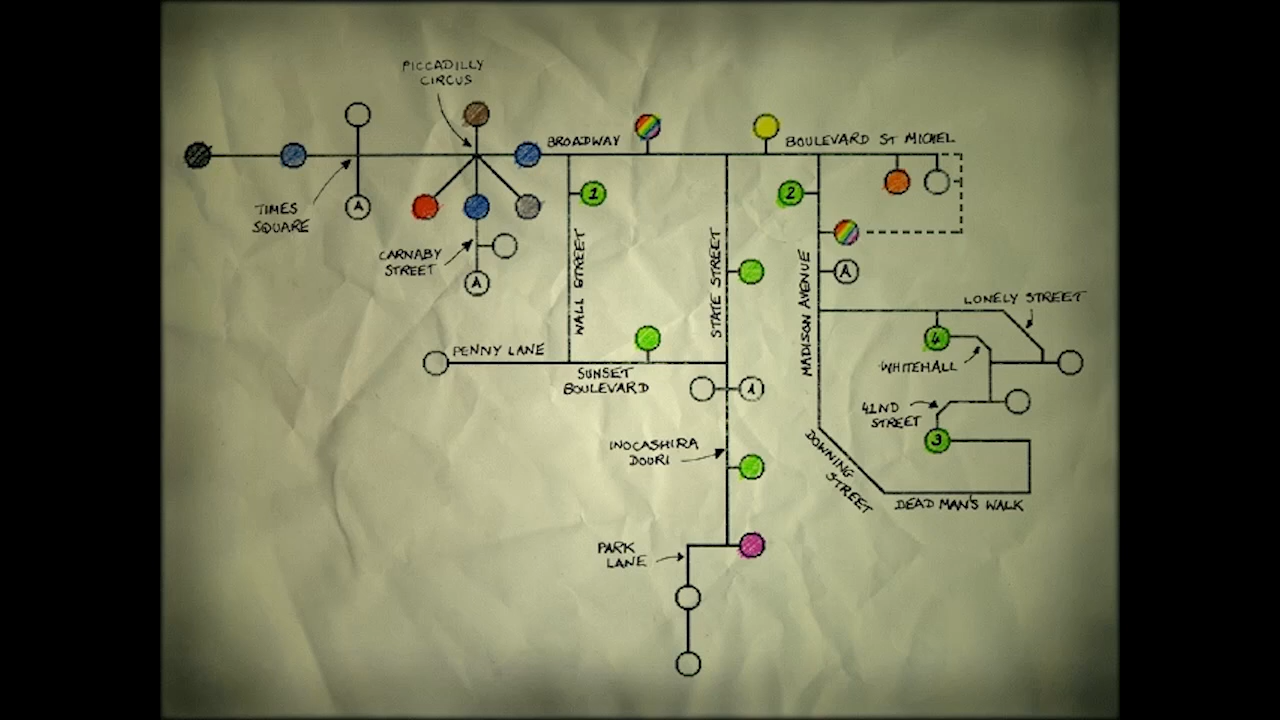 PICCADILLY
CIRCUS
BROADWAY
BOULEVARD ST MICHEL
1
2
TIMES
SQUARE
A
CARNABY
STREET
A
WALL STREET
STATE STREET
MADISON AVENUE
A
LONELY STREET
4
WHITEHALL
PENNY LANE
SUNSET
BOULEVARD
A
42ND
STREET
3
INOCASHIRA
DOURI
DOWNING
STREET
DEAD MAN'S WALK
PARK
LANE